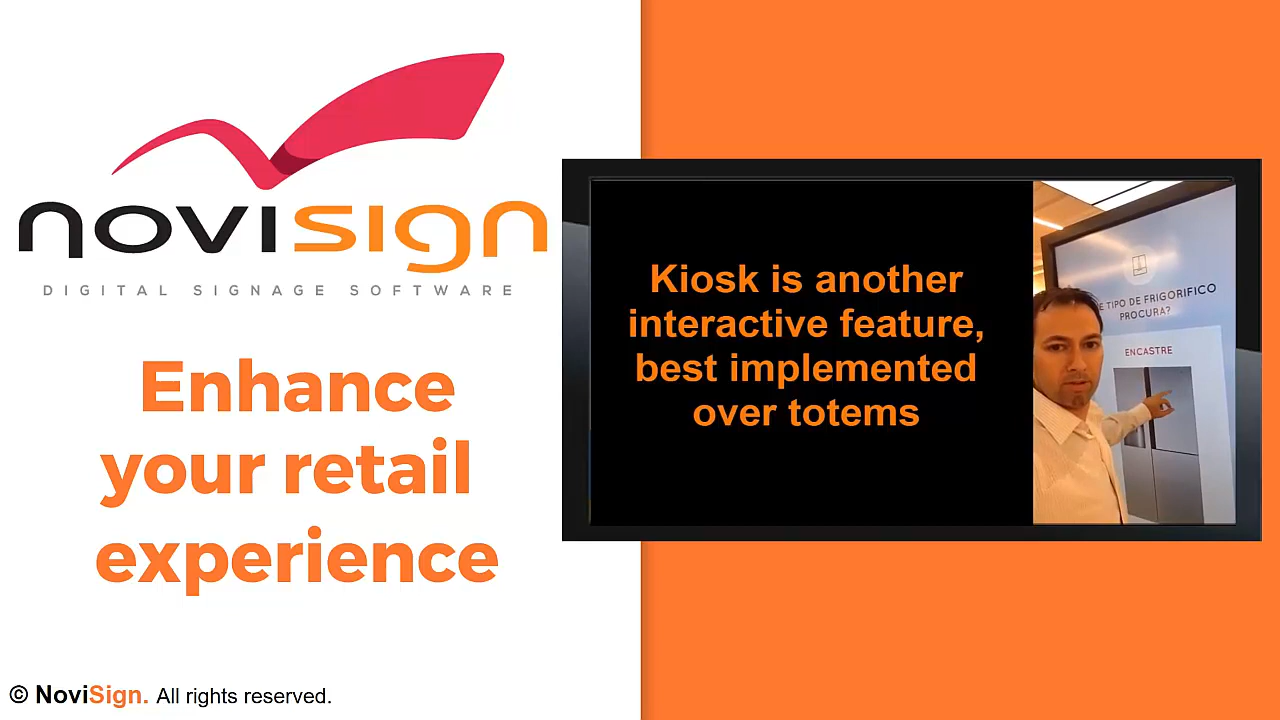 novisign
DIGITAL SIGNAGE SOFTWARE
Enhance
your retail
experience
© NoviSign. All rights reserved.
Kiosk is another
interactive feature,
best implemented
over totems
E TIPO DE FRIGORIFICO
PROCURA?
ENCASTRE